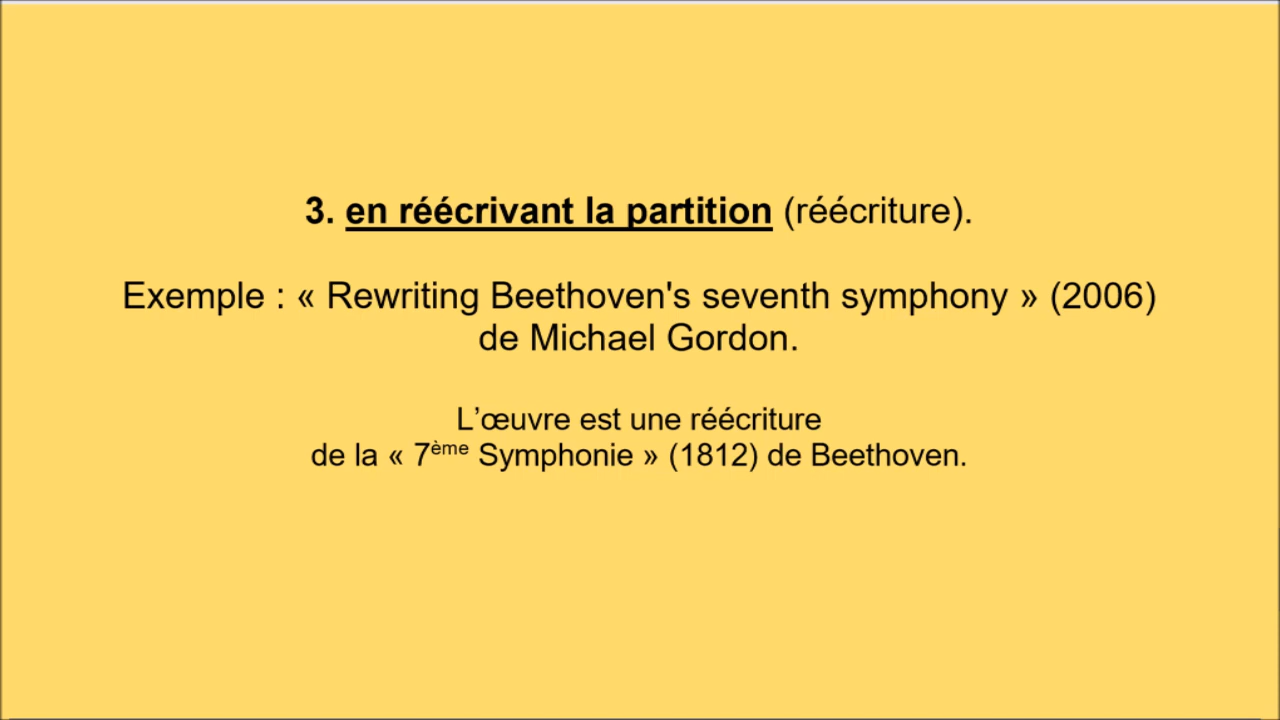 3. en réécrivant la partition (réécriture).
Exemple : « Rewriting Beethoven's seventh symphony » (2006)
de Michael Gordon.
L’œuvre est une réécriture
de la « 7ème Symphonie » (1812) de Beethoven.